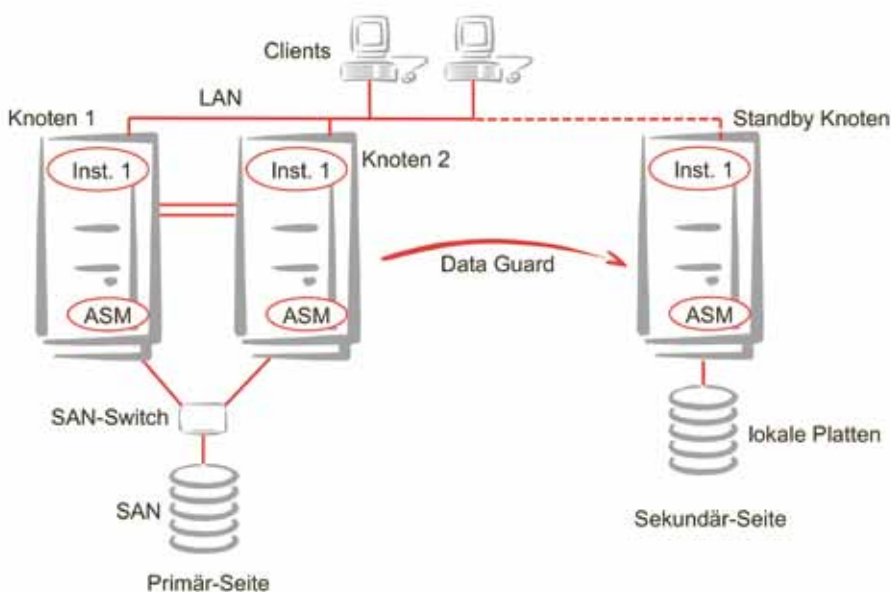 Clients
LAN
Knoten 1
Standby Knoten
Inst. 1
Inst. 1
Knoten 2
Inst. 1
Data Guard
ASM
ASM
ASM
SAN-Switch
lokale Platten
SAN
Sekundär-Seite
Primär-Seite